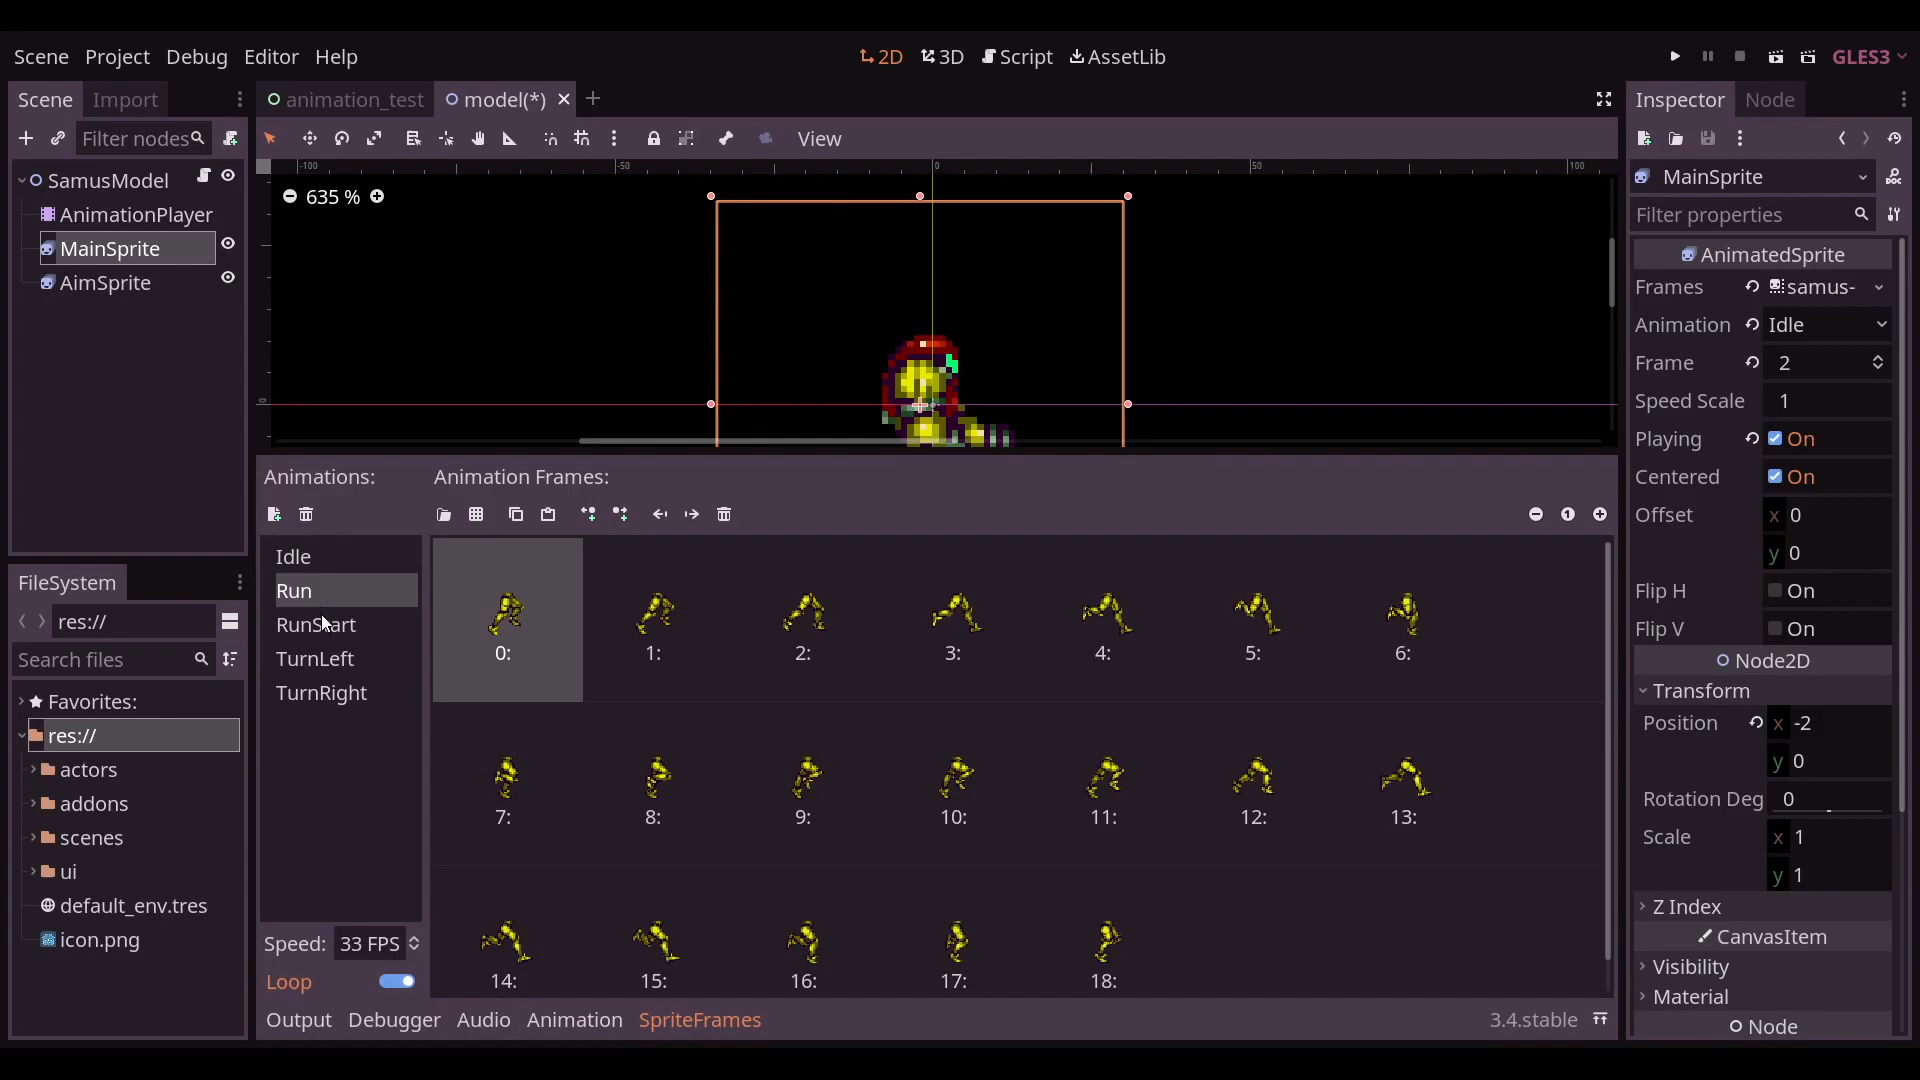 Scene Project Debug Editor Help
2D 3D Script AssetLib
GLES3
Scene Import
Filter nodes
SamusModel
AnimationPlayer
MainSprite
AimSprite
FileSystem
res://
Search files
Favorites:
res://
actors
addons
scenes
ui
default_env.tres
icon.png
animation_test model(*)
View
-100 -50 0 50 100
0
635 %
Animations:
Idle
Run
RunStart
TurnLeft
TurnRight
Speed: 33 FPS
Loop
Animation Frames:
0: 1: 2: 3: 4: 5: 6:
7: 8: 9: 10: 11: 12: 13:
14: 15: 16: 17: 18:
Output Debugger Audio Animation SpriteFrames
3.4.stable
Inspector Node
MainSprite
Filter properties
AnimatedSprite
Frames samus-
Animation Idle
Frame 2
Speed Scale 1
Playing On
Centered On
Offset x 0
y 0
Flip H On
Flip V On
Node2D
Transform
Position x -2
y 0
Rotation Deg 0
Scale x 1
y 1
Z Index
CanvasItem
Visibility
Material
Node